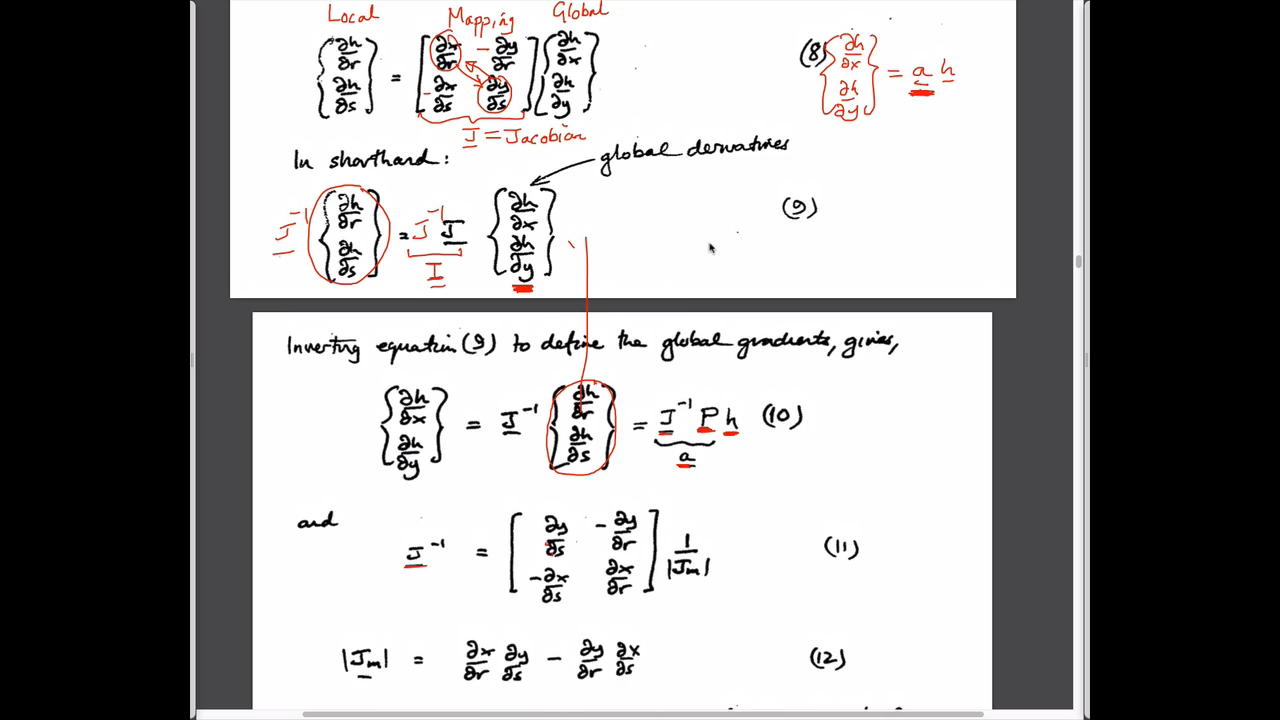 Local Mapping Global
{∂h/∂r ∂h/∂s} = [∂x/∂r - ∂y/∂r - ∂x/∂s ∂y/∂s] {∂h/∂x ∂h/∂y} (8) {∂h/∂x ∂h/∂y} = a h
J = Jacobian
In shorthand: global derivatives
J⁻¹ {∂h/∂r ∂h/∂s} = J⁻¹ J {∂h/∂x ∂h/∂y} (9)
I
Inverting equation (9) to define the global gradients, gives,
{∂h/∂x ∂h/∂y} = J⁻¹ {∂h/∂r ∂h/∂s} = J⁻¹ P h (10)
a
and
J⁻¹ = [∂y/∂s -∂y/∂r -∂x/∂s ∂x/∂r] 1/|Jm| (11)
|Jm| = ∂x/∂r ∂y/∂s - ∂y/∂r ∂x/∂s (12)